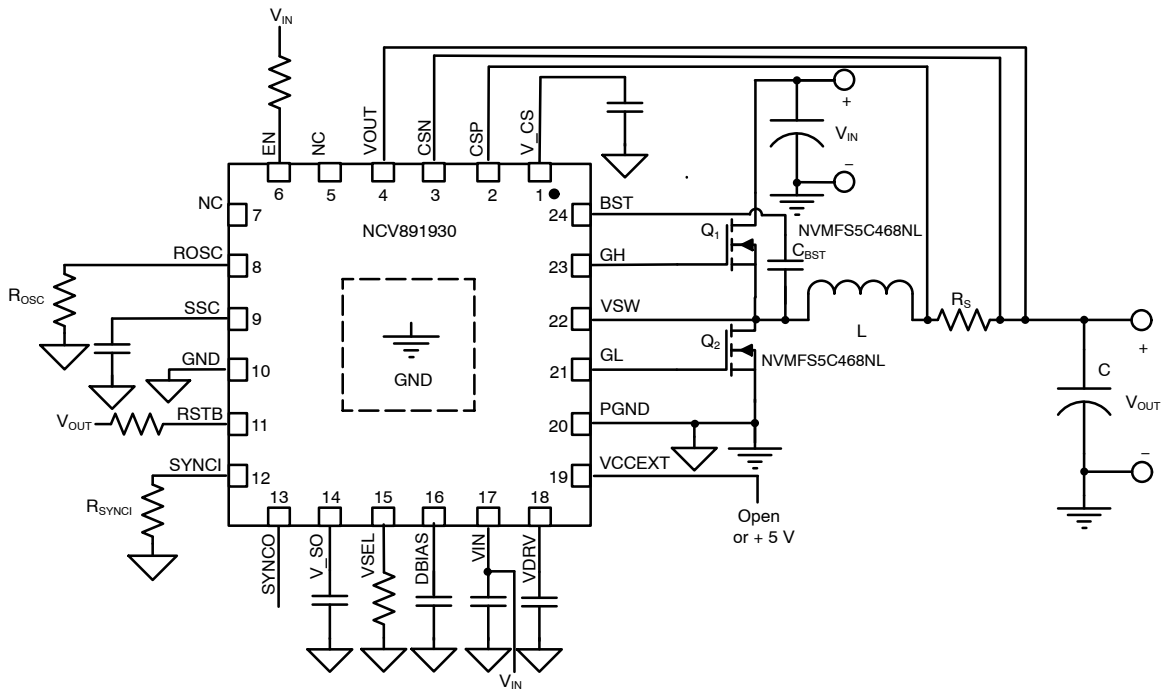 VIN
EN
NC
VOUT
CSN
CSP
V_CS
6
5
4
3
2
1
+
VIN
−
NC
7
NCV891930
24
BST
Q1
NVMFS5C468NL
CBST
ROSC
8
23
GH
ROSC
SSC
9
22
VSW
L
RS
+
GND
10
GND
21
GL
Q2
NVMFS5C468NL
C
VOUT
VOUT
RSTB
11
20
PGND
−
SYNCI
12
19
VCCEXT
RSYNCI
13
14
15
16
17
18
Open
or + 5 V
SYNCO
V_SO
VSEL
DBIAS
VIN
VDRV
VIN